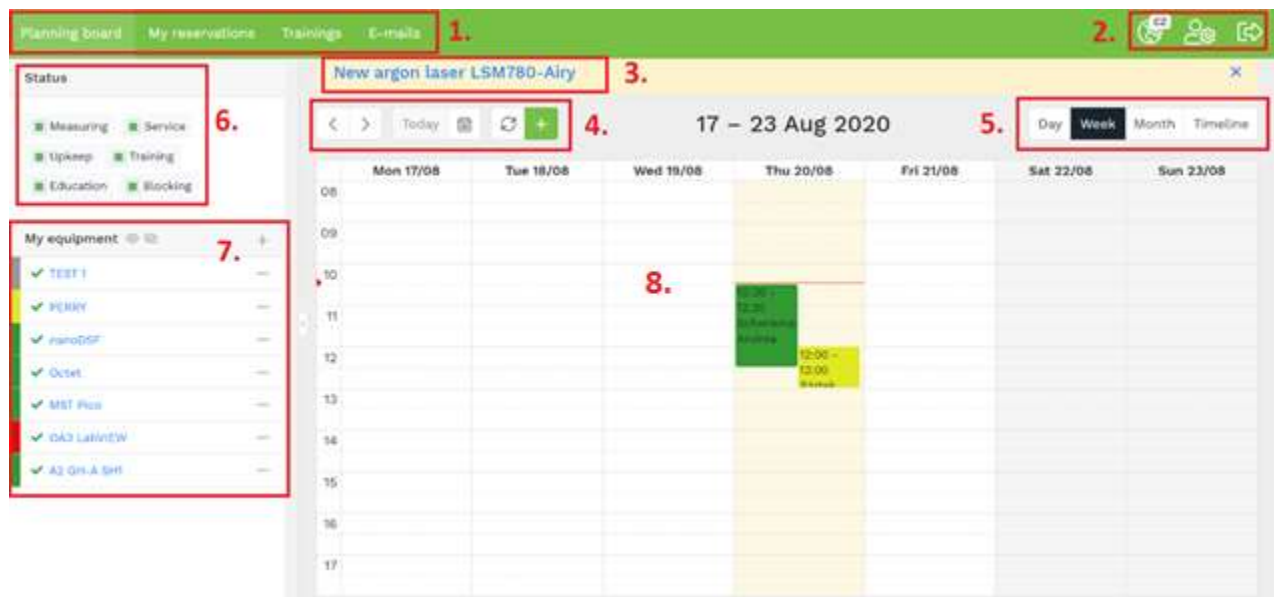 Planning board My reservations Trainings E-mails 1. 2. CZ
Status
New argon laser LSM780-Airy 3. ×
6.
Measuring Service
Upkeep Training
Education Blocking
< > Today + 4. 17 – 23 Aug 2020 5. Day Week Month Timeline
Mon 17/08 Tue 18/08 Wed 19/08 Thu 20/08 Fri 21/08 Sat 22/08 Sun 23/08
My equipment + 7.
TEST 1
PERRY
nanoDSF
Octet
MST Pico
OA3 LabVIEW
08
09
10
8.
11
12
12:00 –
13:00
13
14
15
16
17